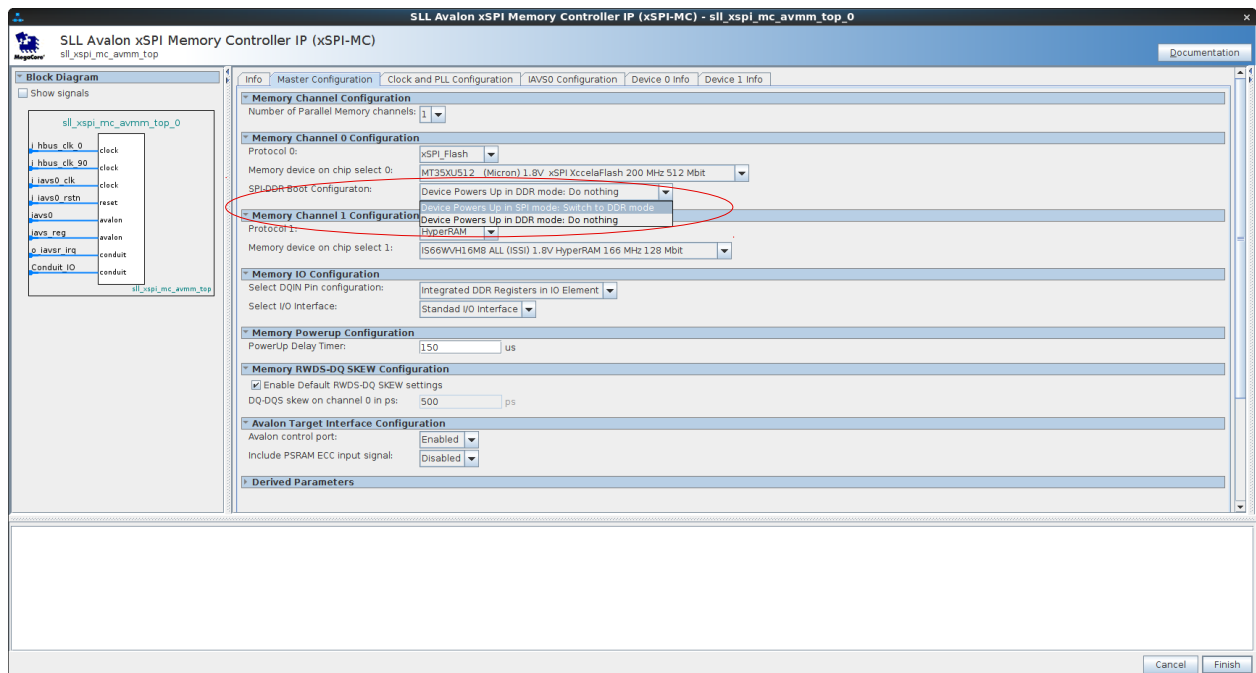 SLL Avalon xSPI Memory Controller IP (xSPI-MC) - sll_xspi_mc_avmm_top_0
SLL Avalon xSPI Memory Controller IP (xSPI-MC)
sll_xspi_mc_avmm_top
MegaCore
Documentation
Block Diagram
Show signals
sll_xspi_mc_avmm_top_0
i_hbus_clk_0
clock
i_hbus_clk_90
clock
i_iavs0_clk
clock
i_iavs0_rstn
reset
iavs0
avalon
iavs_reg
avalon
o_iavsr_irq
conduit
Conduit_IO
conduit
sll_xspi_mc_avmm_top
Info Master Configuration Clock and PLL Configuration IAVS0 Configuration Device 0 Info Device 1 Info
Memory Channel Configuration
Number of Parallel Memory channels: 1
Memory Channel 0 Configuration
Protocol 0: xSPI_Flash
Memory device on chip select 0: MT35XU512 (Micron) 1.8V xSPI XccelaFlash 200 MHz 512 Mbit
SPI-DDR Boot Configuraton: Device Powers Up in DDR mode: Do nothing
Device Powers Up in SPI mode: Switch to DDR mode
Device Powers Up in DDR mode: Do nothing
Memory Channel 1 Configuration
Protocol 1: HyperRAM
Memory device on chip select 1: IS66WVH16M8 ALL (ISSI) 1.8V HyperRAM 166 MHz 128 Mbit
Memory IO Configuration
Select DQIN Pin configuration: Integrated DDR Registers in IO Element
Select I/O Interface: Standad I/O Interface
Memory Powerup Configuration
PowerUp Delay Timer: 150 us
Memory RWDS-DQ SKEW Configuration
Enable Default RWDS-DQ SKEW settings
DQ-DQS skew on channel 0 in ps: 500 ps
Avalon Target Interface Configuration
Avalon control port: Enabled
Include PSRAM ECC input signal: Disabled
Derived Parameters
Cancel Finish